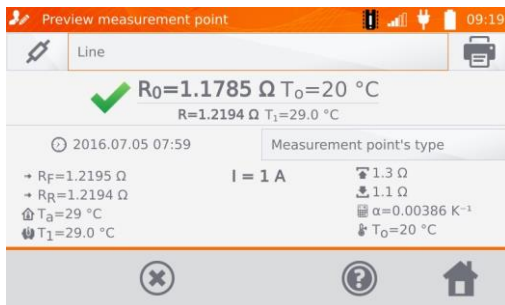 Preview measurement point 09:19
Line
R0=1.1785 Ω To=20 °C
R=1.2194 Ω T1=29.0 °C
2016.07.05 07:59 Measurement point's type
RF=1.2195 Ω I = 1 A 1.3 Ω
RR=1.2194 Ω 1.1 Ω
Ta=29 °C α=0.00386 K⁻¹
T1=29.0 °C To=20 °C